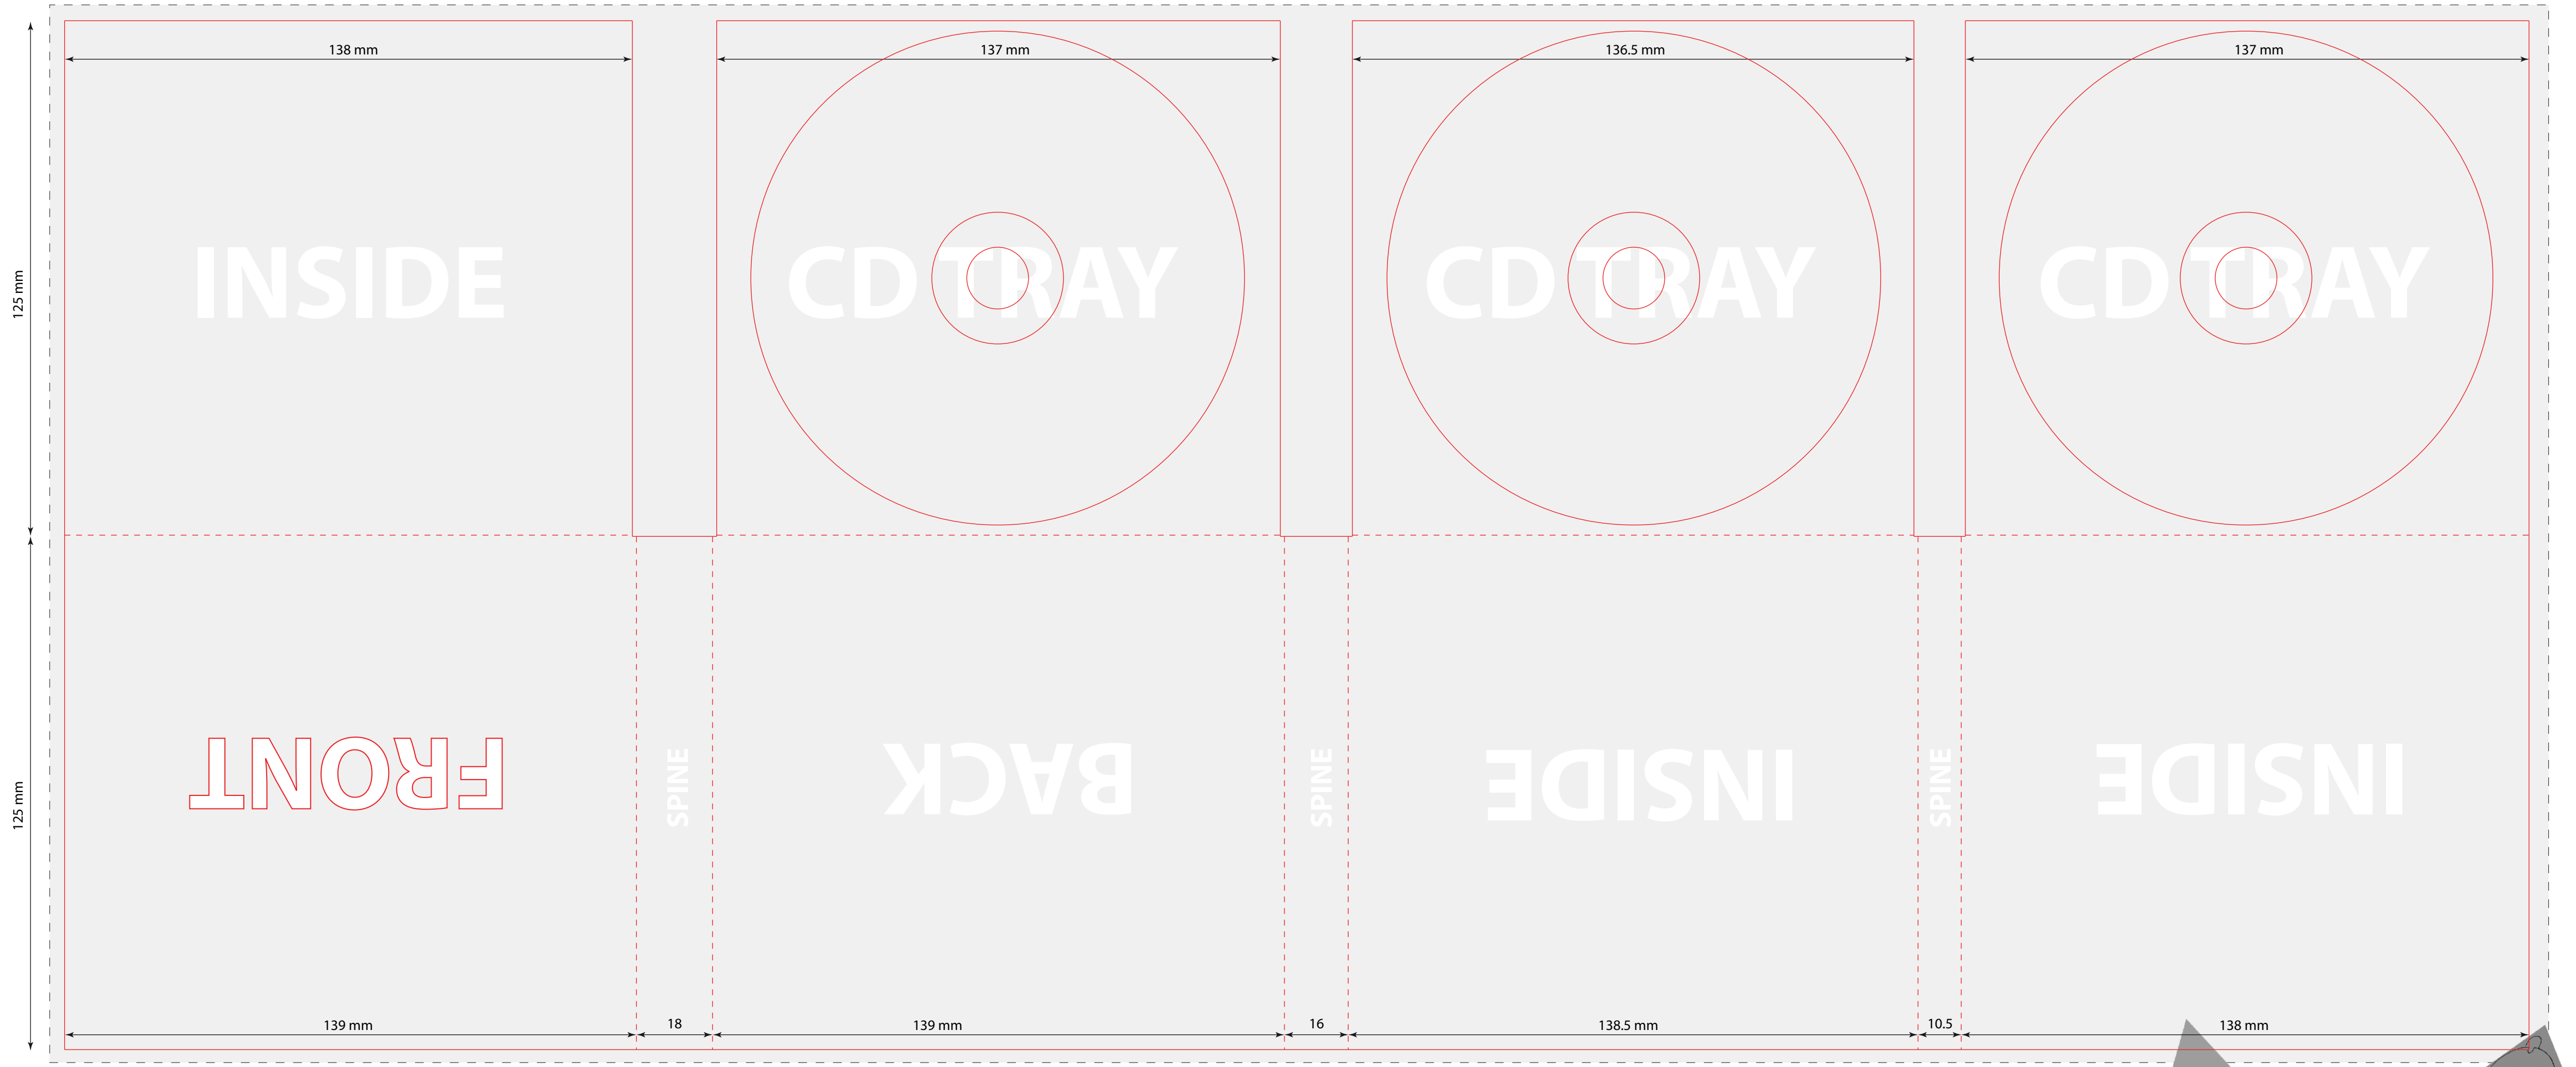 138 mm
137 mm
136.5 mm
137 mm
125 mm
INSIDE
CD TRAY
CD TRAY
CD TRAY
125 mm
FRONT
SPINE
BACK
SPINE
INSIDE
SPINE
INSIDE
139 mm
18
139 mm
16
138.5 mm
10.5
138 mm